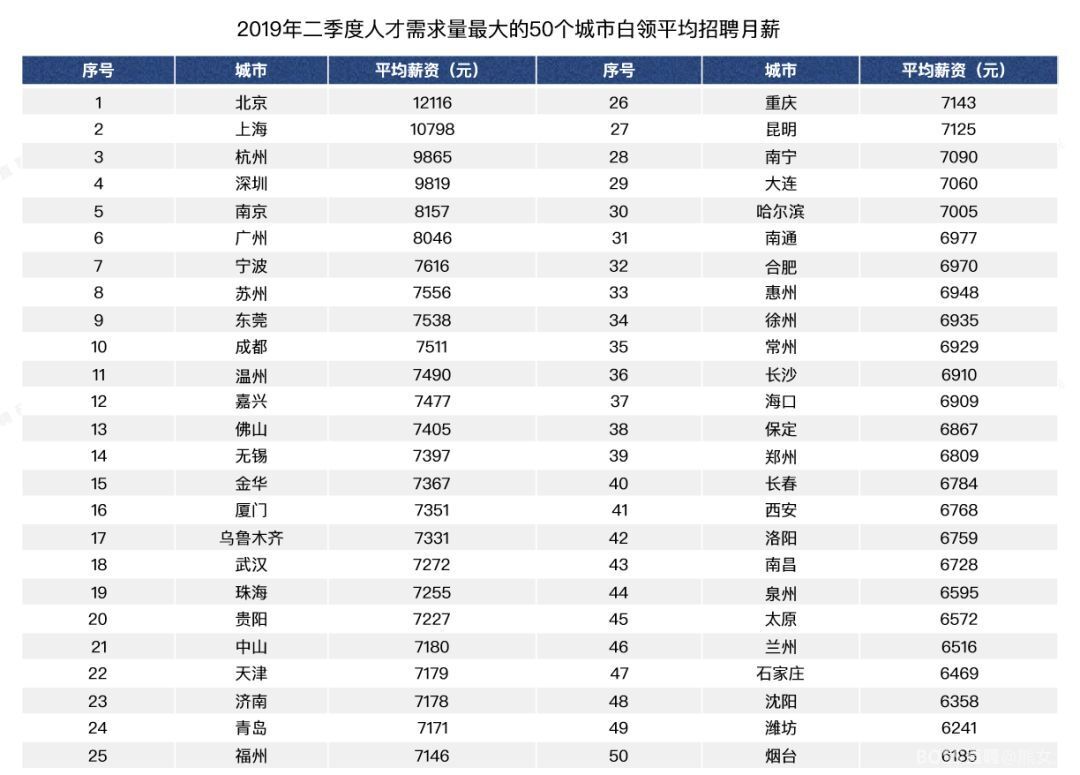 2019年二季度人才需求量最大的50个城市白领平均招聘月薪
序号 城市 平均薪资（元） 序号 城市 平均薪资（元）
1 北京 12116 26 重庆 7143
2 上海 10798 27 昆明 7125
3 杭州 9865 28 南宁 7090
4 深圳 9819 29 大连 7060
5 南京 8157 30 哈尔滨 7005
6 广州 8046 31 南通 6977
7 宁波 7616 32 合肥 6970
8 苏州 7556 33 惠州 6948
9 东莞 7538 34 徐州 6935
10 成都 7511 35 常州 6929
11 温州 7490 36 长沙 6910
12 嘉兴 7477 37 海口 6909
13 佛山 7405 38 保定 6867
14 无锡 7397 39 郑州 6809
15 金华 7367 40 长春 6784
16 厦门 7351 41 西安 6768
17 乌鲁木齐 7331 42 洛阳 6759
18 武汉 7272 43 南昌 6728
19 珠海 7255 44 泉州 6595
20 贵阳 7227 45 太原 6572
21 中山 7180 46 兰州 6516
22 天津 7179 47 石家庄 6469
23 济南 7178 48 沈阳 6358
24 青岛 7171 49 潍坊 6241
25 福州 7146 50 烟台